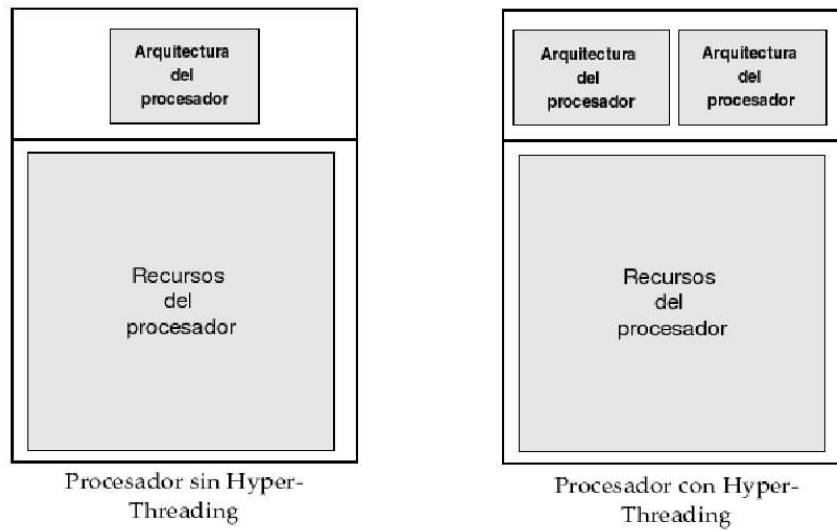 Arquitectura
del
procesador
Recursos
del
procesador
Procesador sin Hyper-
Threading
Arquitectura
del
procesador
Arquitectura
del
procesador
Recursos
del
procesador
Procesador con Hyper-
Threading